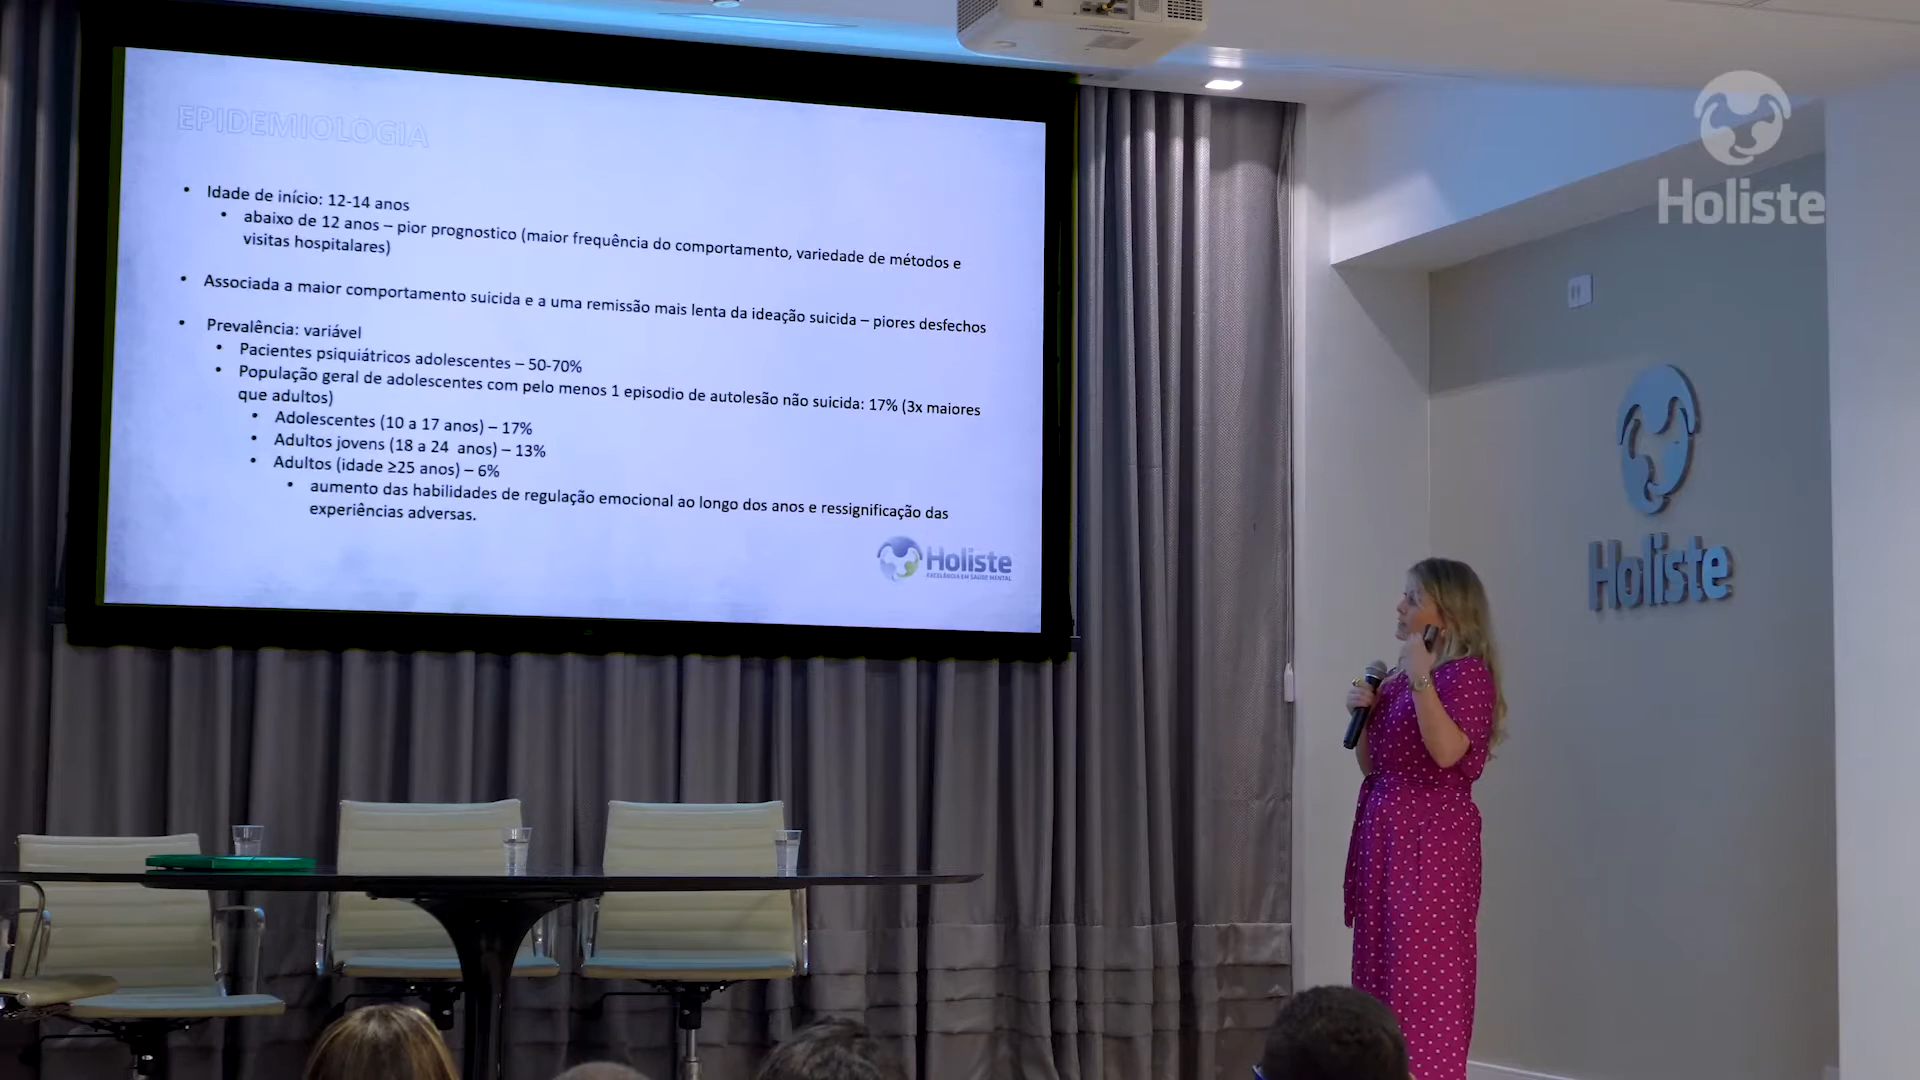 EPIDEMIOLOGIA
• Idade de início: 12-14 anos
• abaixo de 12 anos – pior prognostico (maior frequência do comportamento, variedade de métodos e
visitas hospitalares)
• Associada a maior comportamento suicida e a uma remissão mais lenta da ideação suicida – piores desfechos
• Prevalência: variável
• Pacientes psiquiátricos adolescentes – 50-70%
• População geral de adolescentes com pelo menos 1 episodio de autolesão não suicida: 17% (3x maiores
que adultos)
• Adolescentes (10 a 17 anos) – 17%
• Adultos jovens (18 a 24 anos) – 13%
• Adultos (idade ≥25 anos) – 6%
• aumento das habilidades de regulação emocional ao longo dos anos e ressignificação das
experiências adversas.
Holiste
EXCELÊNCIA EM SAÚDE MENTAL
Holiste
Holiste